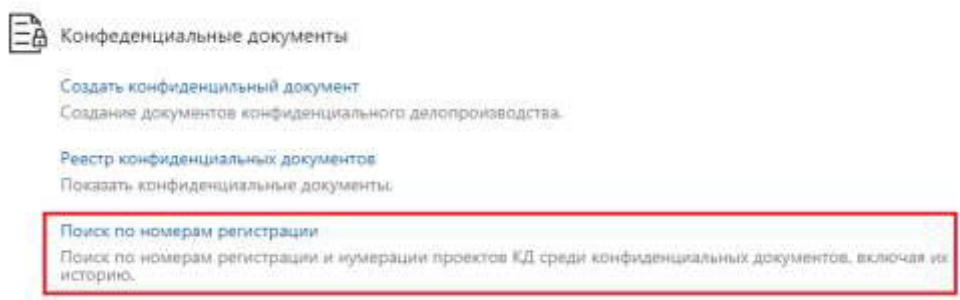 Конфеденциальные документы
Создать конфиденцильный документ
Создание документов конфиденциального делопроизводства.
Реестр конфиденциальных документов
Показать конфиденциальные документы.
Поиск по номерам регистрации
Поиск по номерам регистрации и нумерации проектов КД среди конфиденциальных документов, включая их
историю.